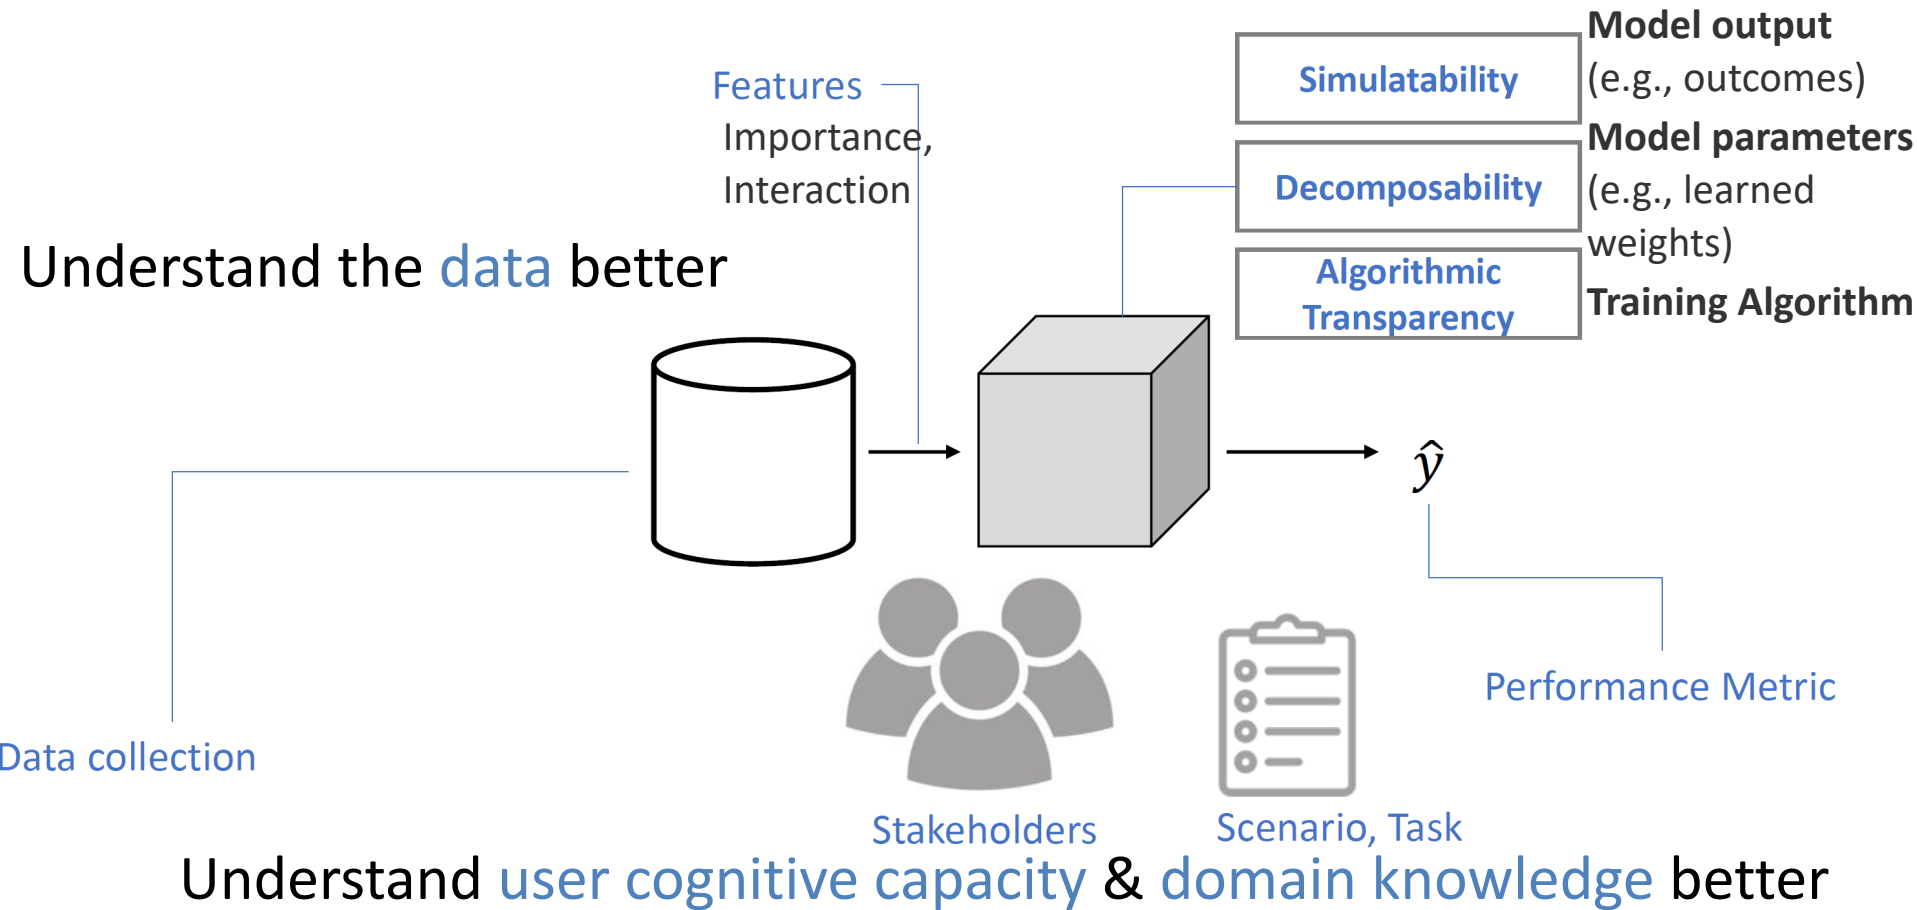 Features
Importance,
Interaction
Simulatability
Model output
(e.g., outcomes)
Decomposability
Model parameters
(e.g., learned
weights)
Algorithmic
Transparency
Training Algorithm
Understand the data better
ŷ
Performance Metric
Data collection
Stakeholders
Scenario, Task
Understand user cognitive capacity & domain knowledge better